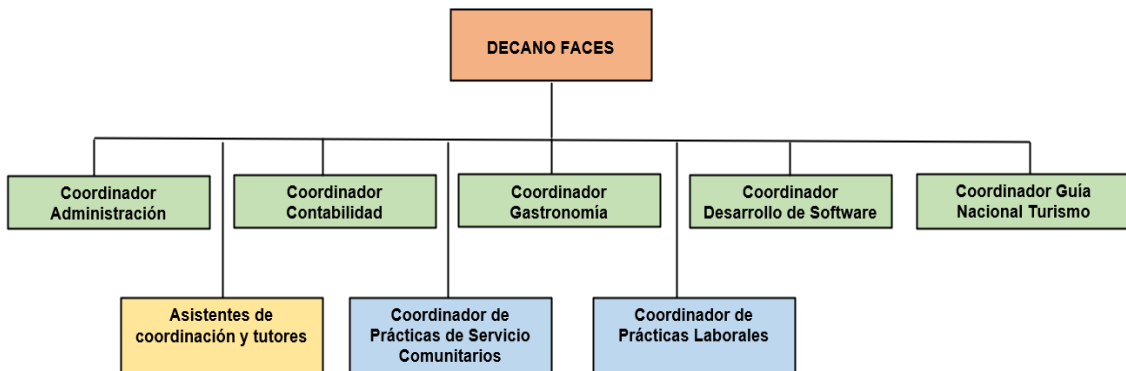 DECANO FACES
Coordinador
Administración
Coordinador
Contabilidad
Coordinador
Gastronomía
Coordinador
Desarrollo de Software
Coordinador Guía
Nacional Turismo
Asistentes de
coordinación y tutores
Coordinador de
Prácticas de Servicio
Comunitarios
Coordinador de
Prácticas Laborales